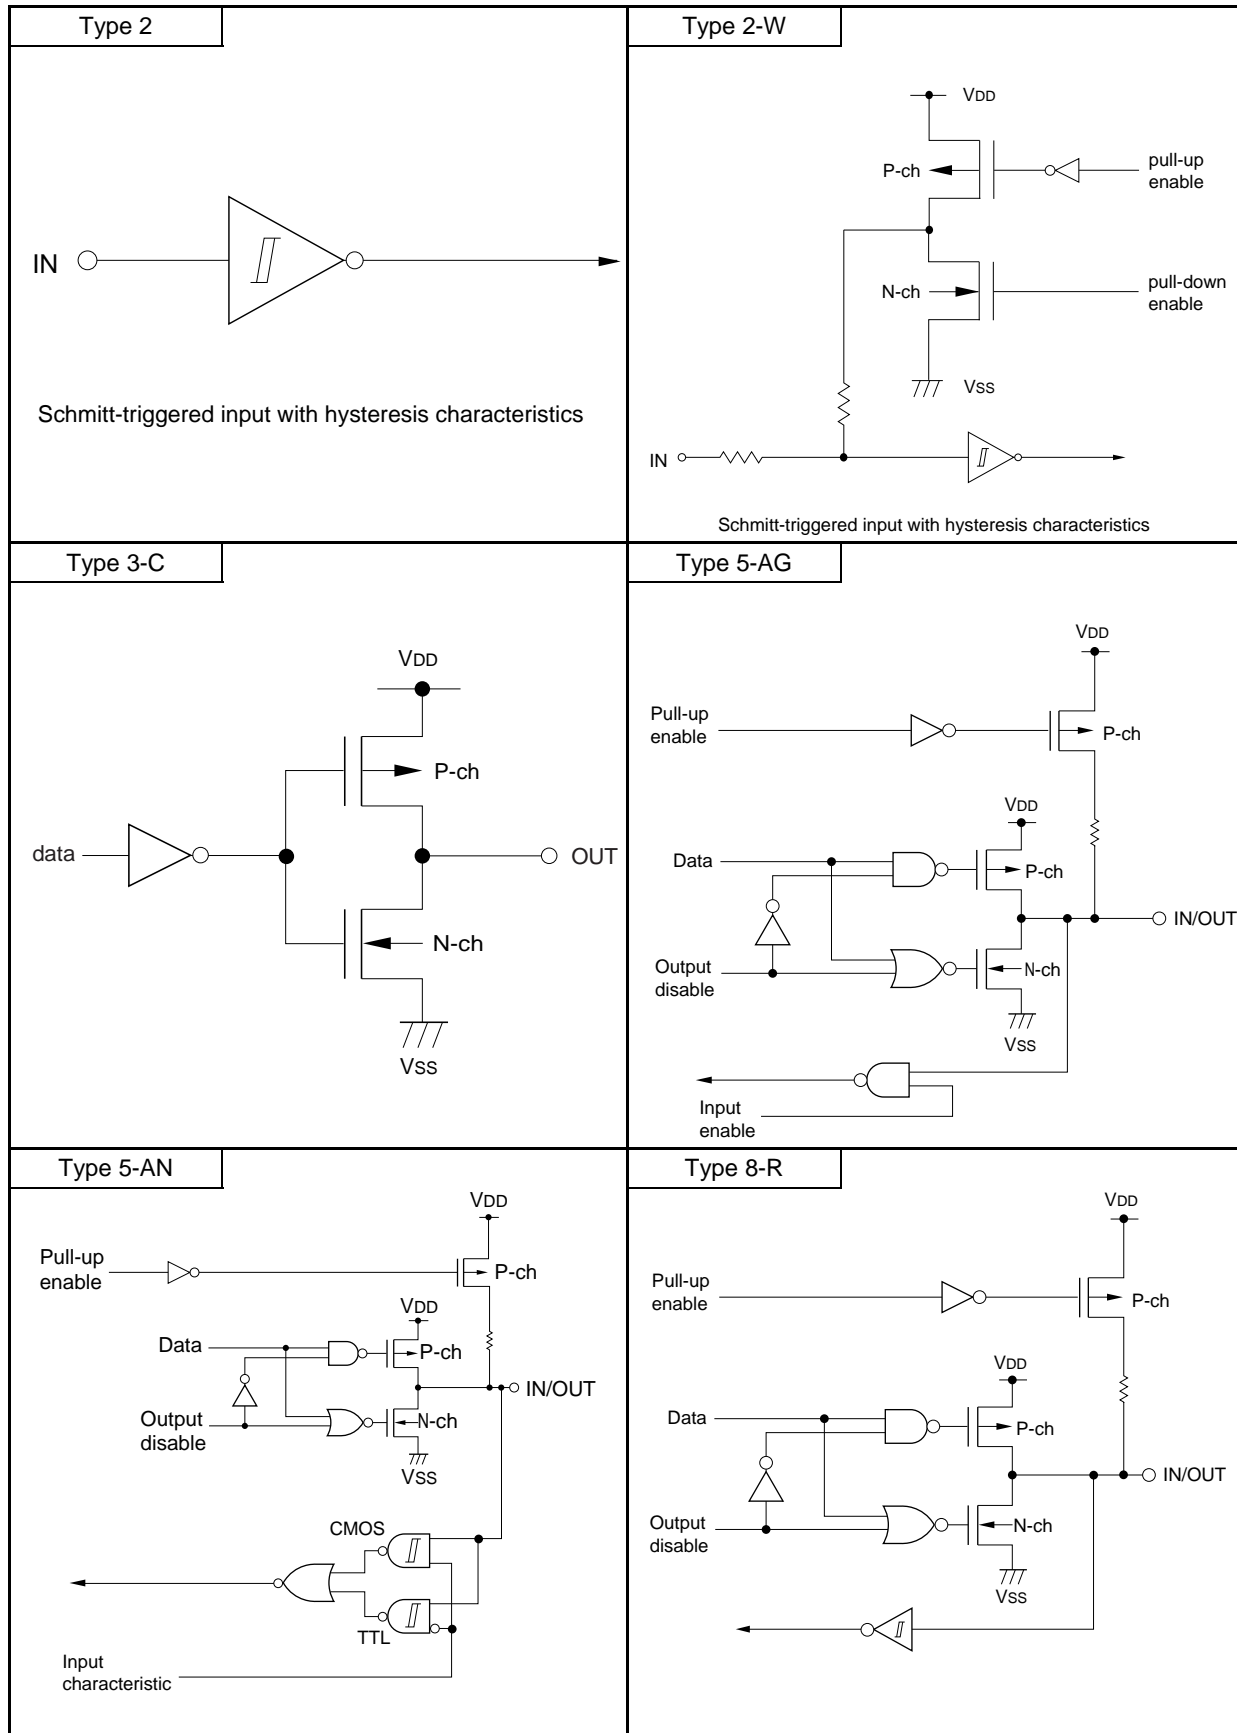 Type 2
IN
Schmitt-triggered input with hysteresis characteristics
Type 2-W
VDD
P-ch
pull-up
enable
N-ch
pull-down
enable
VSS
IN
Schmitt-triggered input with hysteresis characteristics
Type 3-C
VDD
P-ch
data
OUT
N-ch
VSS
Type 5-AG
VDD
Pull-up
enable
P-ch
VDD
Data
P-ch
IN/OUT
Output
disable
N-ch
VSS
Input
enable
Type 5-AN
VDD
Pull-up
enable
P-ch
VDD
Data
P-ch
IN/OUT
Output
disable
N-ch
VSS
CMOS
TTL
Input
characteristic
Type 8-R
VDD
Pull-up
enable
P-ch
VDD
Data
P-ch
IN/OUT
Output
disable
N-ch
VSS